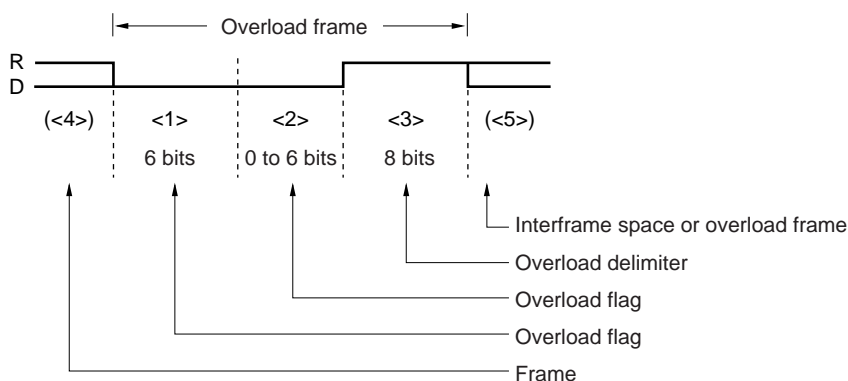 Overload frame
R
D
(<4>) <1> <2> <3> (<5>)
6 bits 0 to 6 bits 8 bits
Interframe space or overload frame
Overload delimiter
Overload flag
Overload flag
Frame